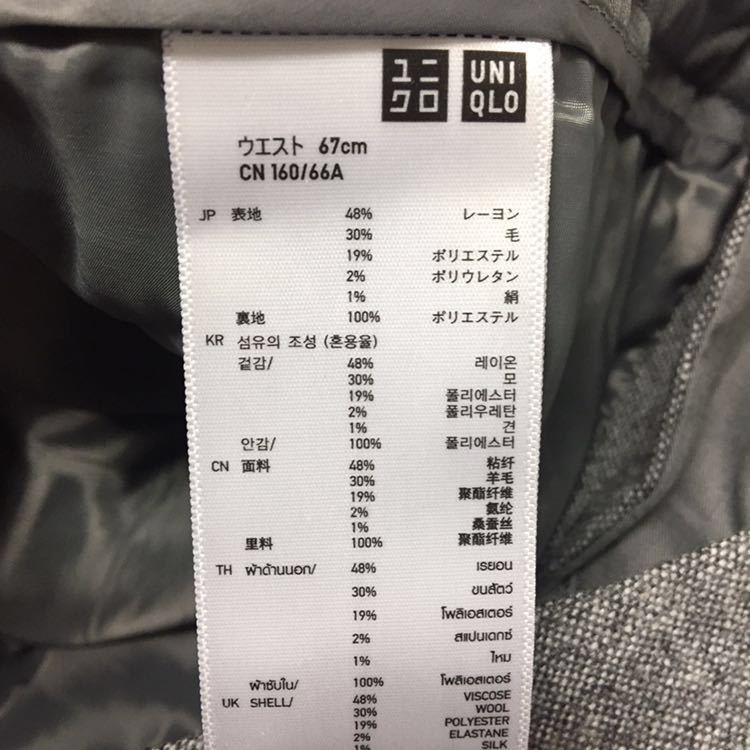 ユニクロ UNIQLO
ウエスト 67cm
CN 160/66A
JP 表地 48% レーヨン
30% 毛
19% ポリエステル
2% ポリウレタン
1% 絹
裏地 100% ポリエステル
KR 섬유의 조성 (혼용율)
겉감/ 48% 레이온
30% 모
19% 폴리에스터
2% 폴리우레탄
1% 견
안감/ 100% 폴리에스터
CN 面料 48% 粘纤
30% 羊毛
19% 聚酯纤维
2% 氨纶
1% 桑蚕丝
里料 100% 聚酯纤维
TH ผ้าด้านนอก/ 48% เรยอน
30% ขนสัตว์
19% โพลิเอสเตอร์
2% สแปนเดกซ์
1% ไหม
ผ้าซับใน/ 100% โพลิเอสเตอร์
UK SHELL/ 48% VISCOSE
30% WOOL
19% POLYESTER
2% ELASTANE
1% SILK